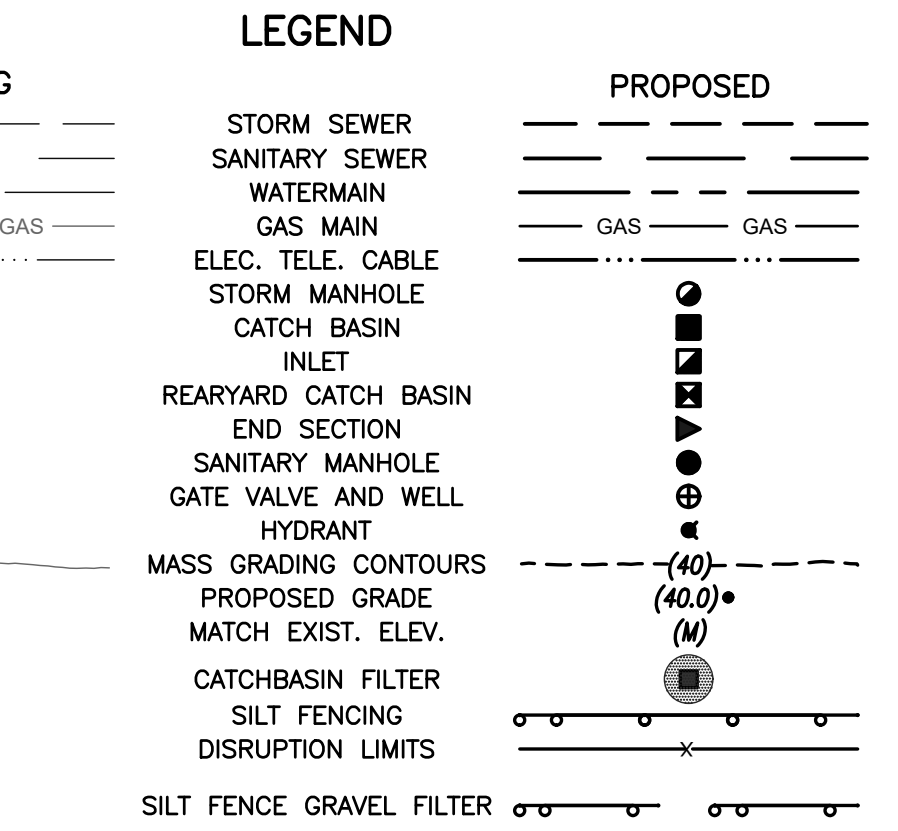 LEGEND
G PROPOSED
STORM SEWER
SANITARY SEWER
WATERMAIN
GAS GAS MAIN GAS GAS
ELEC. TELE. CABLE
STORM MANHOLE
CATCH BASIN
INLET
REARYARD CATCH BASIN
END SECTION
SANITARY MANHOLE
GATE VALVE AND WELL
HYDRANT
MASS GRADING CONTOURS (40)
PROPOSED GRADE (40.0)
MATCH EXIST. ELEV. (M)
CATCHBASIN FILTER
SILT FENCING
DISRUPTION LIMITS X
SILT FENCE GRAVEL FILTER